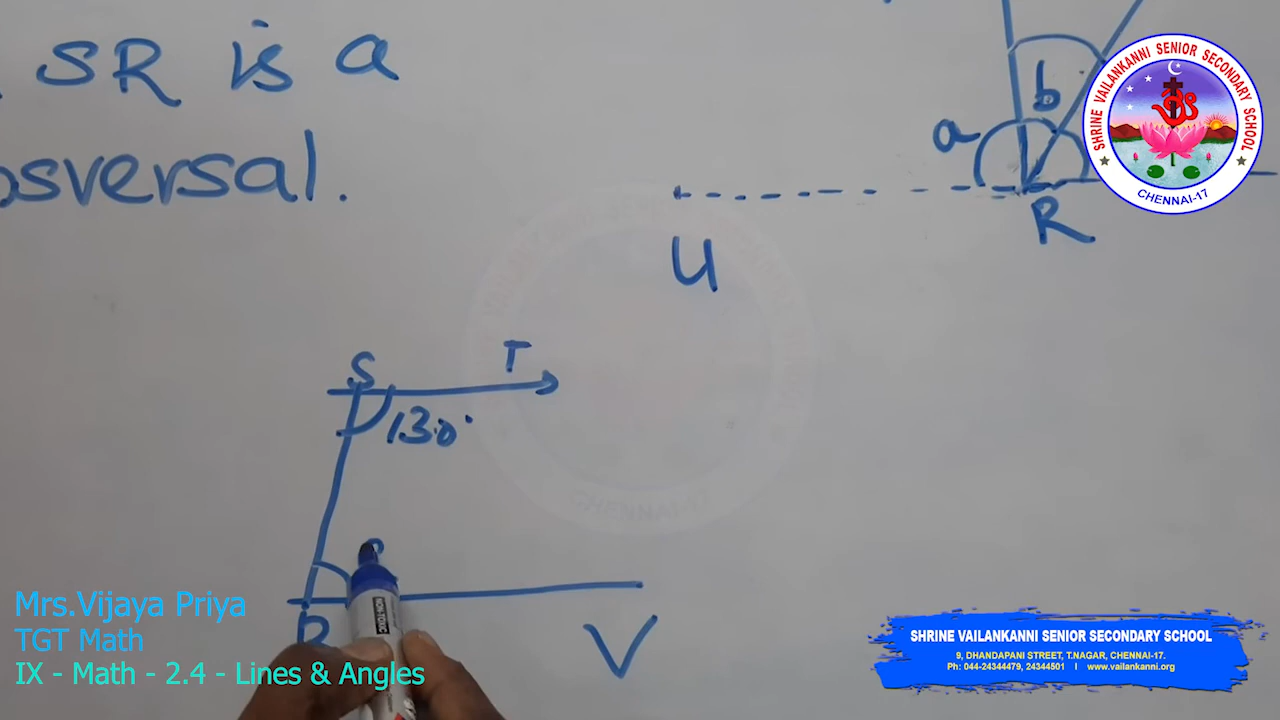 SR is a
osversal.
a
b
R
U
S
T
130°
R
V
SHRINE VAILANKANNI SENIOR SECONDARY SCHOOL
CHENNAI-17
Mrs.Vijaya Priya
TGT Math
IX - Math - 2.4 - Lines & Angles
SHRINE VAILANKANNI SENIOR SECONDARY SCHOOL
9, DHANDAPANI STREET, T.NAGAR, CHENNAI-17.
Ph: 044-24344479, 24344501 I www.vailankanni.org
NON-TOXIC